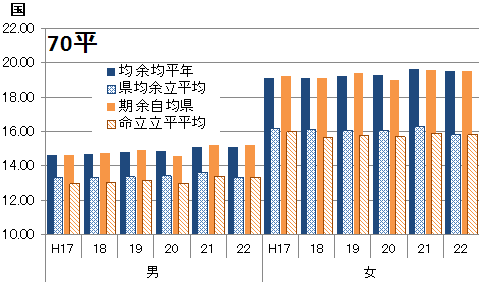 国
22.00
70平
20.00
均余均平年
県均余立平均
18.00
期余自均県
命立立平平均
16.00
14.00
12.00
10.00
H17 18 19 20 21 22 H17 18 19 20 21 22
男 女